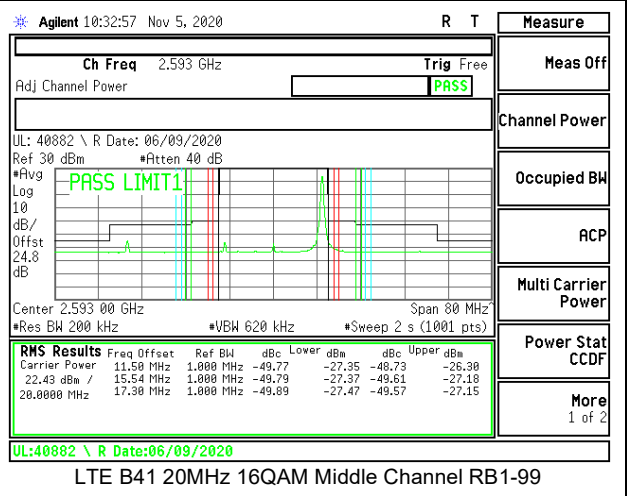 Agilent 10:32:57 Nov 5, 2020 R T
Measure
Ch Freq 2.593 GHz Trig Free
Meas Off
Adj Channel Power PASS
Channel Power
UL: 40882 \ R Date: 06/09/2020
Ref 30 dBm #Atten 40 dB
#Avg
Log
10
dB/
Offst
24.8
dB
PASS LIMIT1
Occupied BW
ACP
Multi Carrier
Power
Center 2.593 00 GHz Span 80 MHz^
#Res BW 200 kHz #VBW 620 kHz #Sweep 2 s (1001 pts)
Power Stat
CCDF
RMS Results Freq Offset Ref BW dBc Lower dBm dBc Upper dBm
Carrier Power 11.50 MHz 1.000 MHz -49.77 -27.35 -48.73 -26.30
22.43 dBm / 15.54 MHz 1.000 MHz -49.79 -27.37 -49.61 -27.18
20.0000 MHz 17.30 MHz 1.000 MHz -49.89 -27.47 -49.57 -27.15
More
1 of 2
UL:40882 \ R Date:06/09/2020
LTE B41 20MHz 16QAM Middle Channel RB1-99